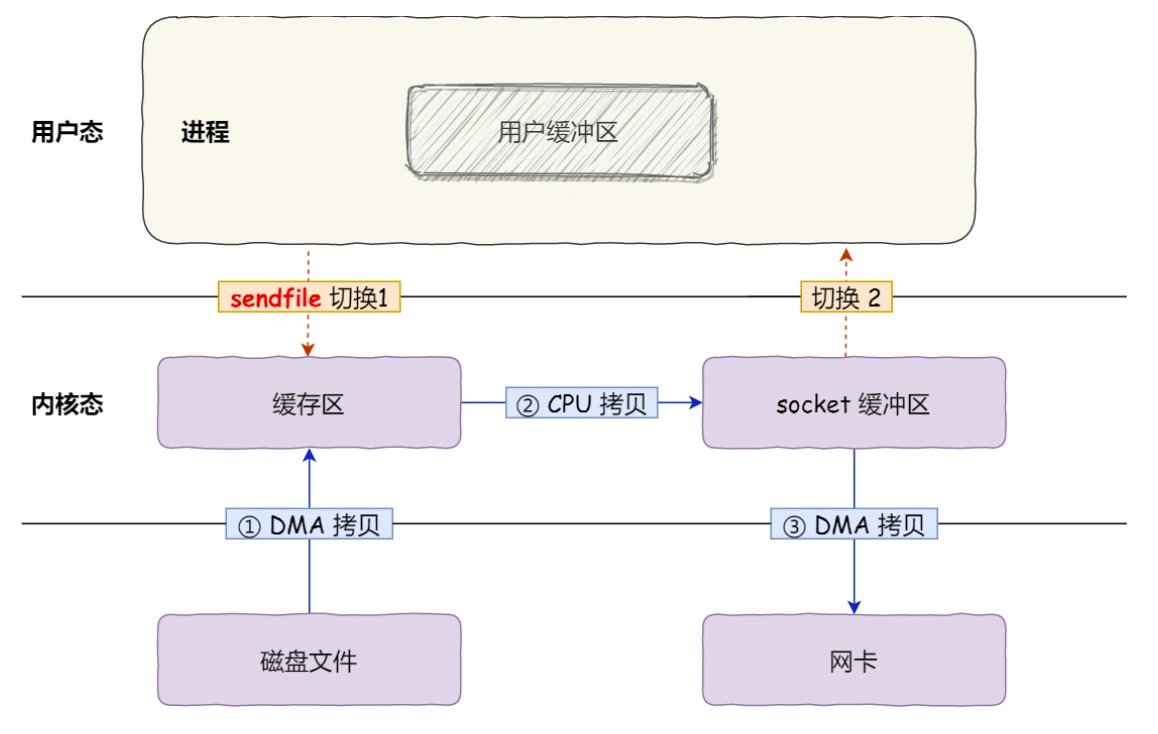 用户态
进程
用户缓冲区
sendfile 切换1
切换 2
内核态
缓存区
② CPU 拷贝
socket 缓冲区
① DMA 拷贝
③ DMA 拷贝
磁盘文件
网卡